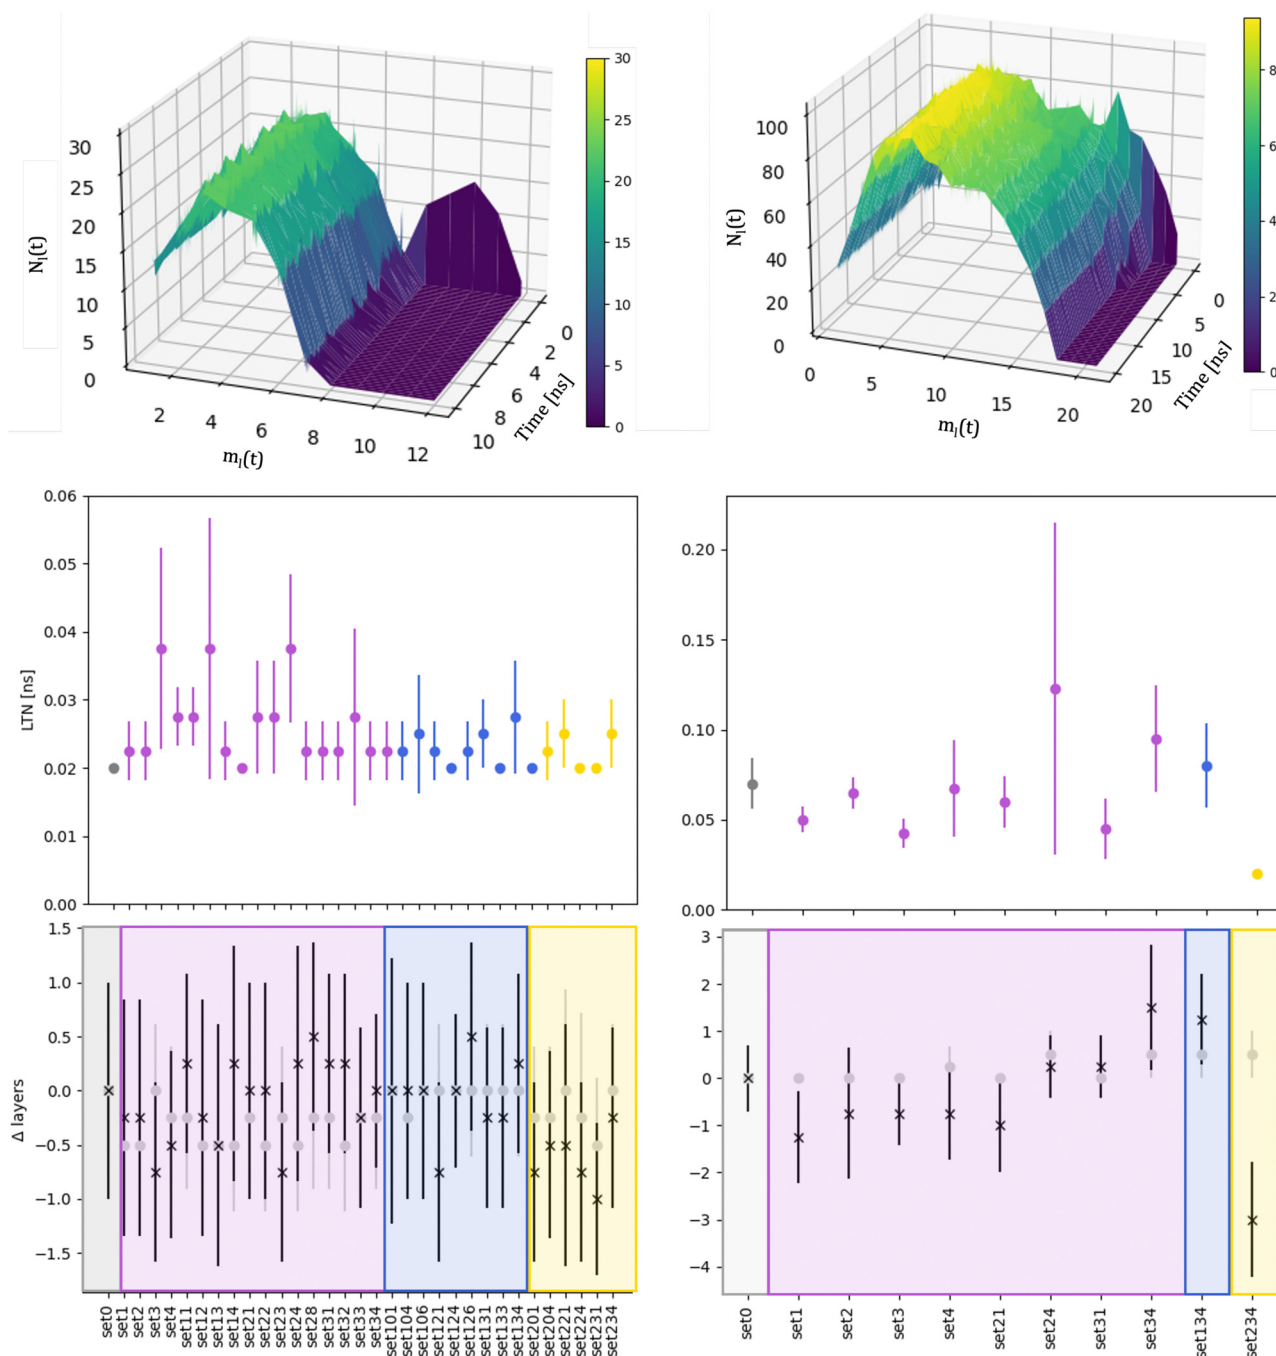 30
25
20
15
10
5
0
N_l(t)
2
4
6
8
10
12
m_l(t)
0
2
4
6
8
10
Time [ns]
30
25
20
15
10
5
0
100
80
60
40
20
0
N_l(t)
0
5
10
15
20
m_l(t)
0
5
10
15
20
Time [ns]
8
6
4
2
0
0.06
0.05
0.04
0.03
0.02
0.01
0.00
LTN [ns]
0.20
0.15
0.10
0.05
0.00
1.5
1.0
0.5
0.0
−0.5
−1.0
−1.5
Δ layers
set0
set1
set2
set3
set4
set11
set12
set13
set14
set21
set22
set23
set24
set28
set31
set32
set33
set34
set101
set104
set106
set121
set124
set126
set131
set133
set134
set201
set204
set221
set224
set231
set234
3
2
1
0
−1
−2
−3
−4
set0
set1
set2
set3
set4
set21
set24
set31
set34
set134
set234